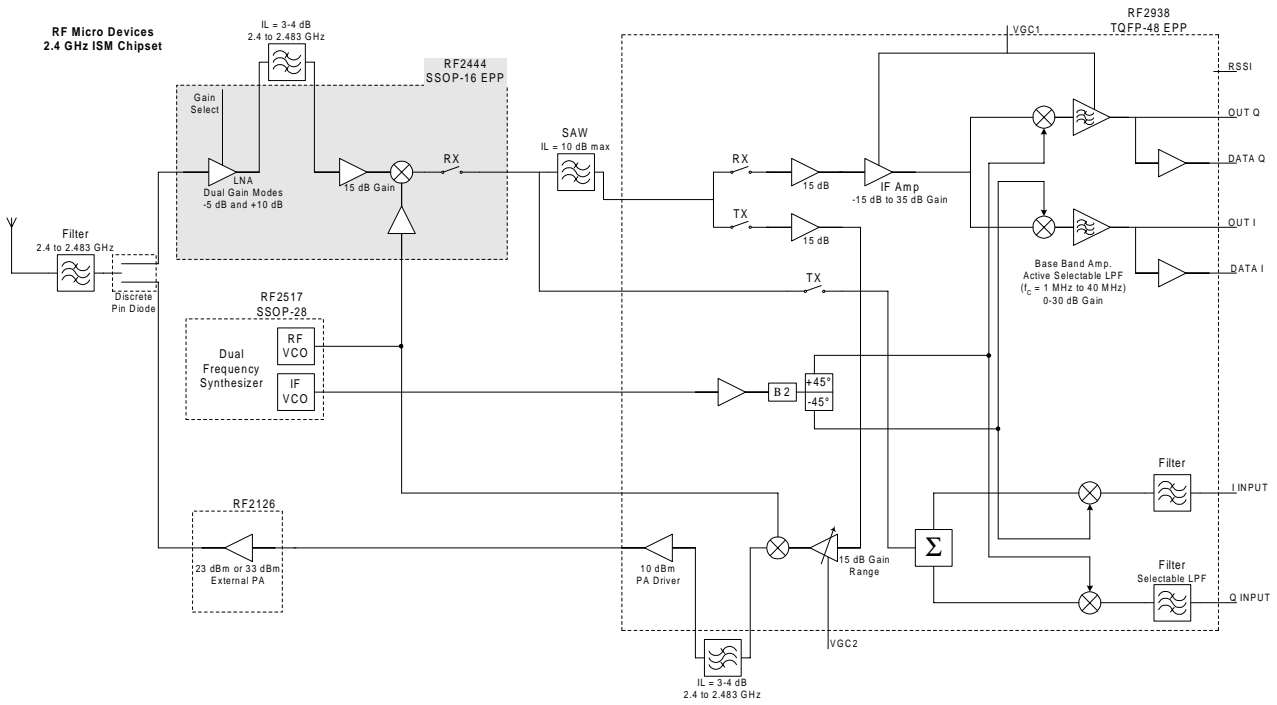 RF Micro Devices
2.4 GHz ISM Chipset
IL = 3-4 dB
2.4 to 2.483 GHz
RF2444
SSOP-16 EPP
Gain
Select
LNA
Dual Gain Modes
-5 dB and +10 dB
15 dB Gain
RX
SAW
IL = 10 dB max
Filter
2.4 to 2.483 GHz
Discrete
Pin Diode
RF2517
SSOP-28
Dual
Frequency
Synthesizer
RF
VCO
IF
VCO
RF2126
23 dBm or 33 dBm
External PA
RF2938
TQFP-48 EPP
VGC1
RSSI
OUT Q
DATA Q
RX
15 dB
IF Amp
-15 dB to 35 dB Gain
TX
15 dB
OUT I
DATA I
Base Band Amp.
Active Selectable LPF
(fC = 1 MHz to 40 MHz)
0-30 dB Gain
TX
B 2
+45°
-45°
Filter
I INPUT
Σ
15 dB Gain
Range
10 dBm
PA Driver
Filter
Selectable LPF
Q INPUT
VGC2
IL = 3-4 dB
2.4 to 2.483 GHz